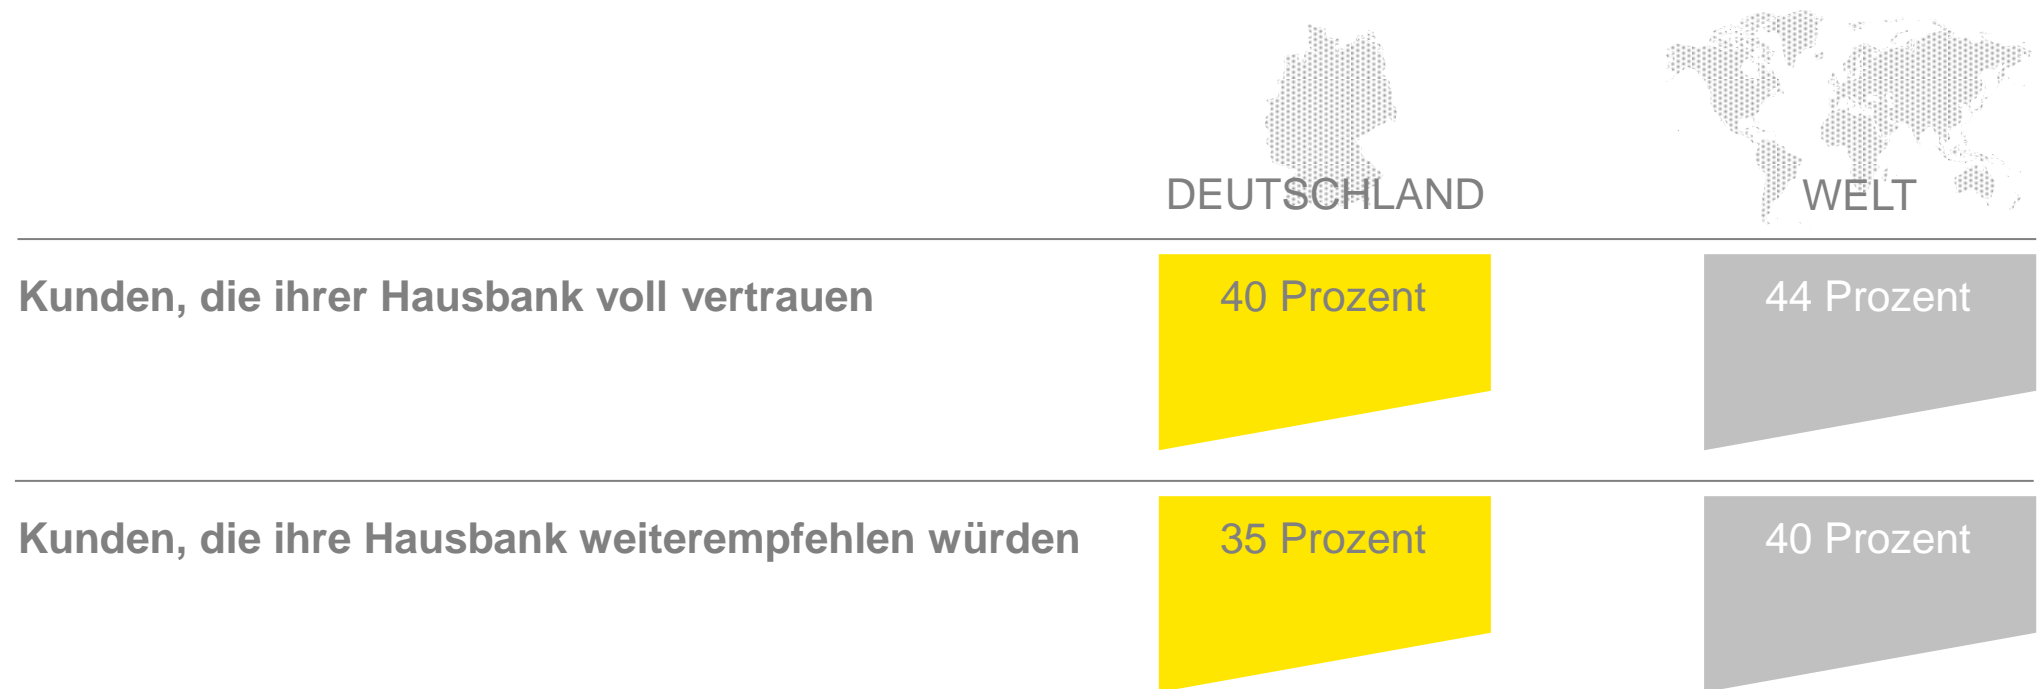 DEUTSCHLAND WELT
Kunden, die ihrer Hausbank voll vertrauen 40 Prozent 44 Prozent
Kunden, die ihre Hausbank weiterempfehlen würden 35 Prozent 40 Prozent